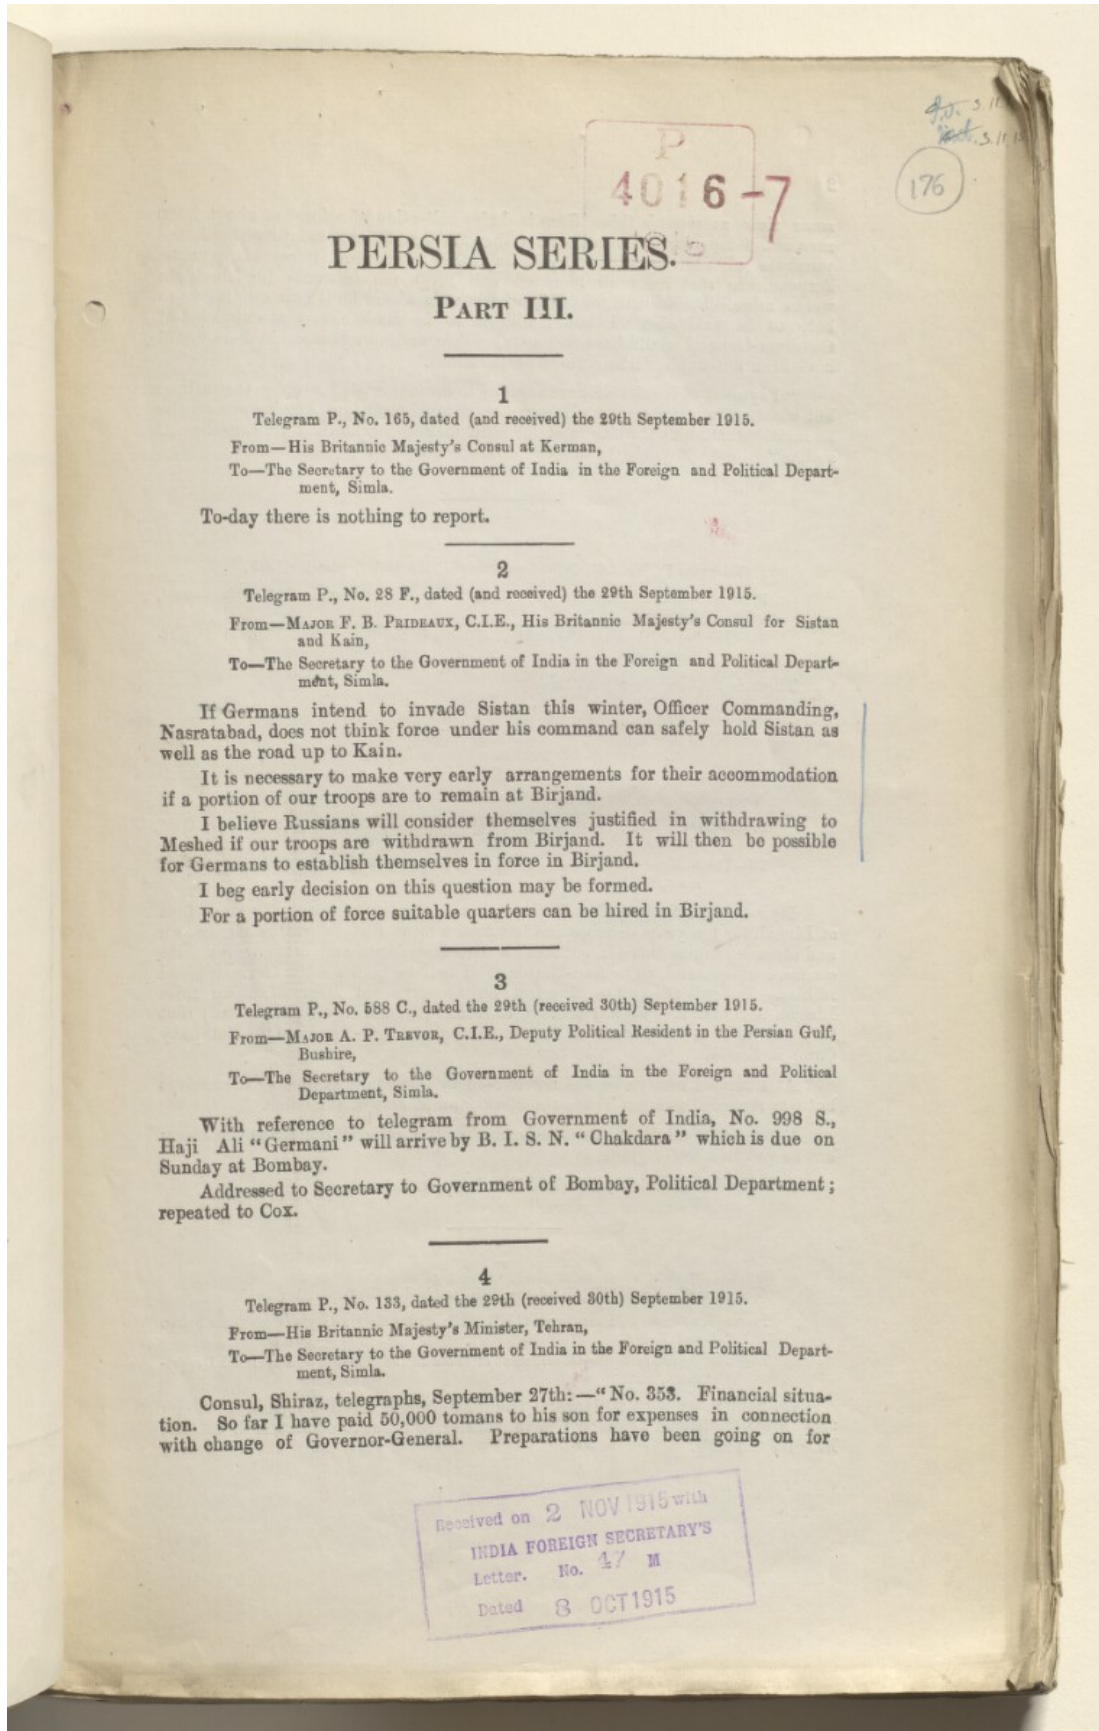 3.11.
3.11.15
176
P
4016-7
1915
PERSIA SERIES.
PART III.
1
Telegram P., No. 165, dated (and received) the 29th September 1915.
From—His Britannic Majesty's Consul at Kerman,
To—The Secretary to the Government of India in the Foreign and Political Depart-
ment, Simla.
To-day there is nothing to report.
2
Telegram P., No. 28 F., dated (and received) the 29th September 1915.
From—MAJOR F. B. PRIDEAUX, C.I.E., His Britannic Majesty's Consul for Sistan
and Kain,
To—The Secretary to the Government of India in the Foreign and Political Depart-
ment, Simla.
If Germans intend to invade Sistan this winter, Officer Commanding,
Nasratabad, does not think force under his command can safely hold Sistan as
well as the road up to Kain.
It is necessary to make very early arrangements for their accommodation
if a portion of our troops are to remain at Birjand.
I believe Russians will consider themselves justified in withdrawing to
Meshed if our troops are withdrawn from Birjand. It will then be possible
for Germans to establish themselves in force in Birjand.
I beg early decision on this question may be formed.
For a portion of force suitable quarters can be hired in Birjand.
3
Telegram P., No. 588 C., dated the 29th (received 30th) September 1915.
From—MAJOR A. P. TREVOR, C.I.E., Deputy Political Resident in the Persian Gulf,
Bushire,
To—The Secretary to the Government of India in the Foreign and Political
Department, Simla.
With reference to telegram from Government of India, No. 998 S.,
Haji Ali "Germani" will arrive by B. I. S. N. "Chakdara" which is due on
Sunday at Bombay.
Addressed to Secretary to Government of Bombay, Political Department;
repeated to Cox.
4
Telegram P., No. 133, dated the 29th (received 30th) September 1915.
From—His Britannic Majesty's Minister, Tehran,
To—The Secretary to the Government of India in the Foreign and Political Depart-
ment, Simla.
Consul, Shiraz, telegraphs, September 27th:—"No. 353. Financial situa-
tion. So far I have paid 50,000 tomans to his son for expenses in connection
with change of Governor-General. Preparations have been going on for
Received on 2 NOV 1915 with
INDIA FOREIGN SECRETARY'S
Letter. No. 47 M
Dated 8 OCT 1915